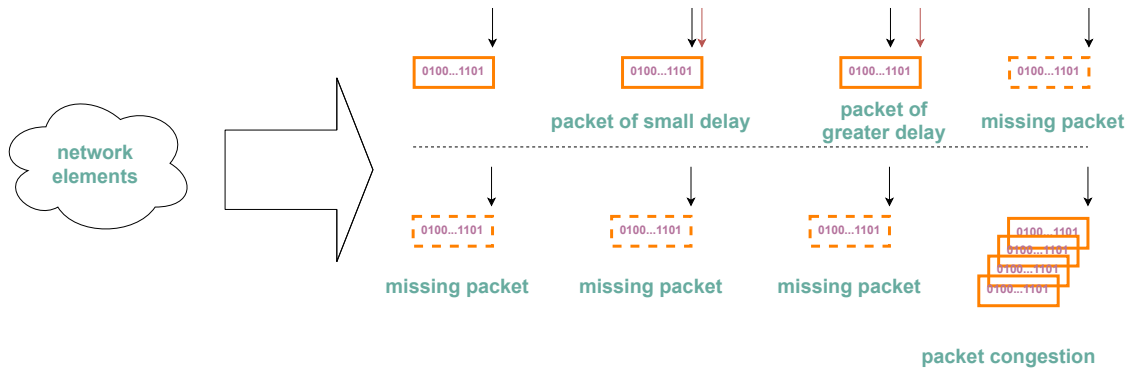 0100...1101
0100...1101
0100...1101
0100...1101
packet of small delay
packet of
greater delay
missing packet
network
elements
0100...1101
0100...1101
0100...1101
0100...1101
0100...1101
0100...1101
0100...1101
missing packet
missing packet
missing packet
packet congestion